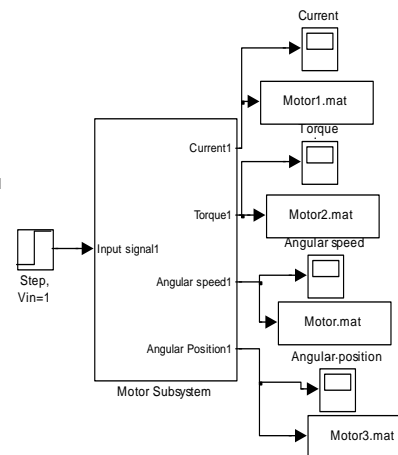 Current
Motor1.mat
Torque
Current1
Torque1
Motor2.mat
Angular speed
Input signal1
Step,
Vin=1
Angular speed1
Motor.mat
Angular position
Angular Position1
Motor Subsystem
Motor3.mat